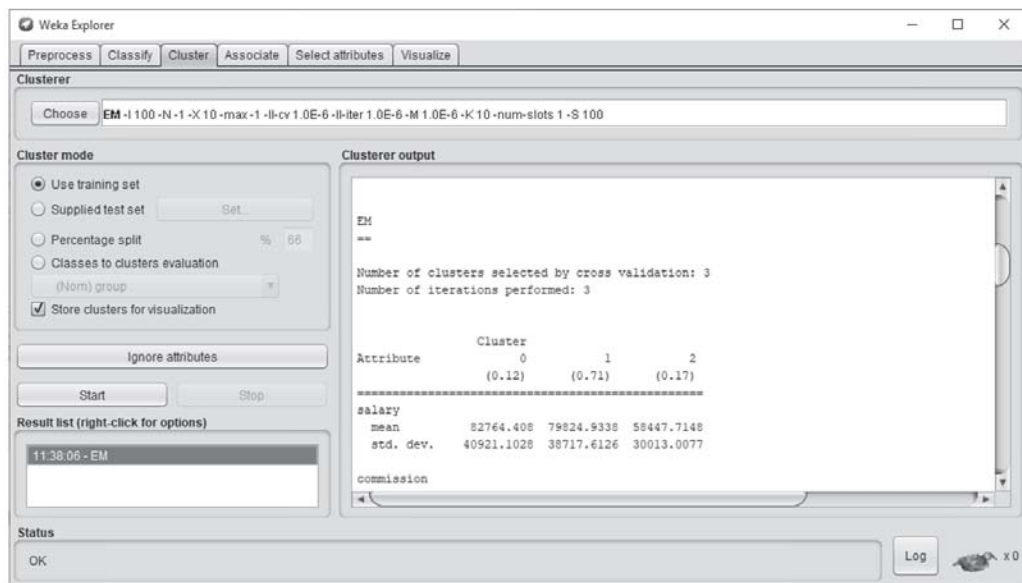 Weka Explorer
Preprocess Classify Cluster Associate Select attributes Visualize
Clusterer
Choose EM -I 100 -N -1 -X 10 -max -1 -ll-cv 1.0E-6 -ll-iter 1.0E-6 -M 1.0E-6 -K 10 -num-slots 1 -S 100
Cluster mode
Use training set
Supplied test set Set...
Percentage split % 66
Classes to clusters evaluation
(Nom) group
Store clusters for visualization
Ignore attributes
Start Stop
Result list (right-click for options)
11:38:06 - EM
Clusterer output
EM
==
Number of clusters selected by cross validation: 3
Number of iterations performed: 3
Cluster
Attribute 0 1 2
(0.12) (0.71) (0.17)
================================================
salary
mean 82764.408 79824.9338 58447.7148
std. dev. 40921.1028 38717.6126 30013.0077
commission
Status
OK
Log x 0